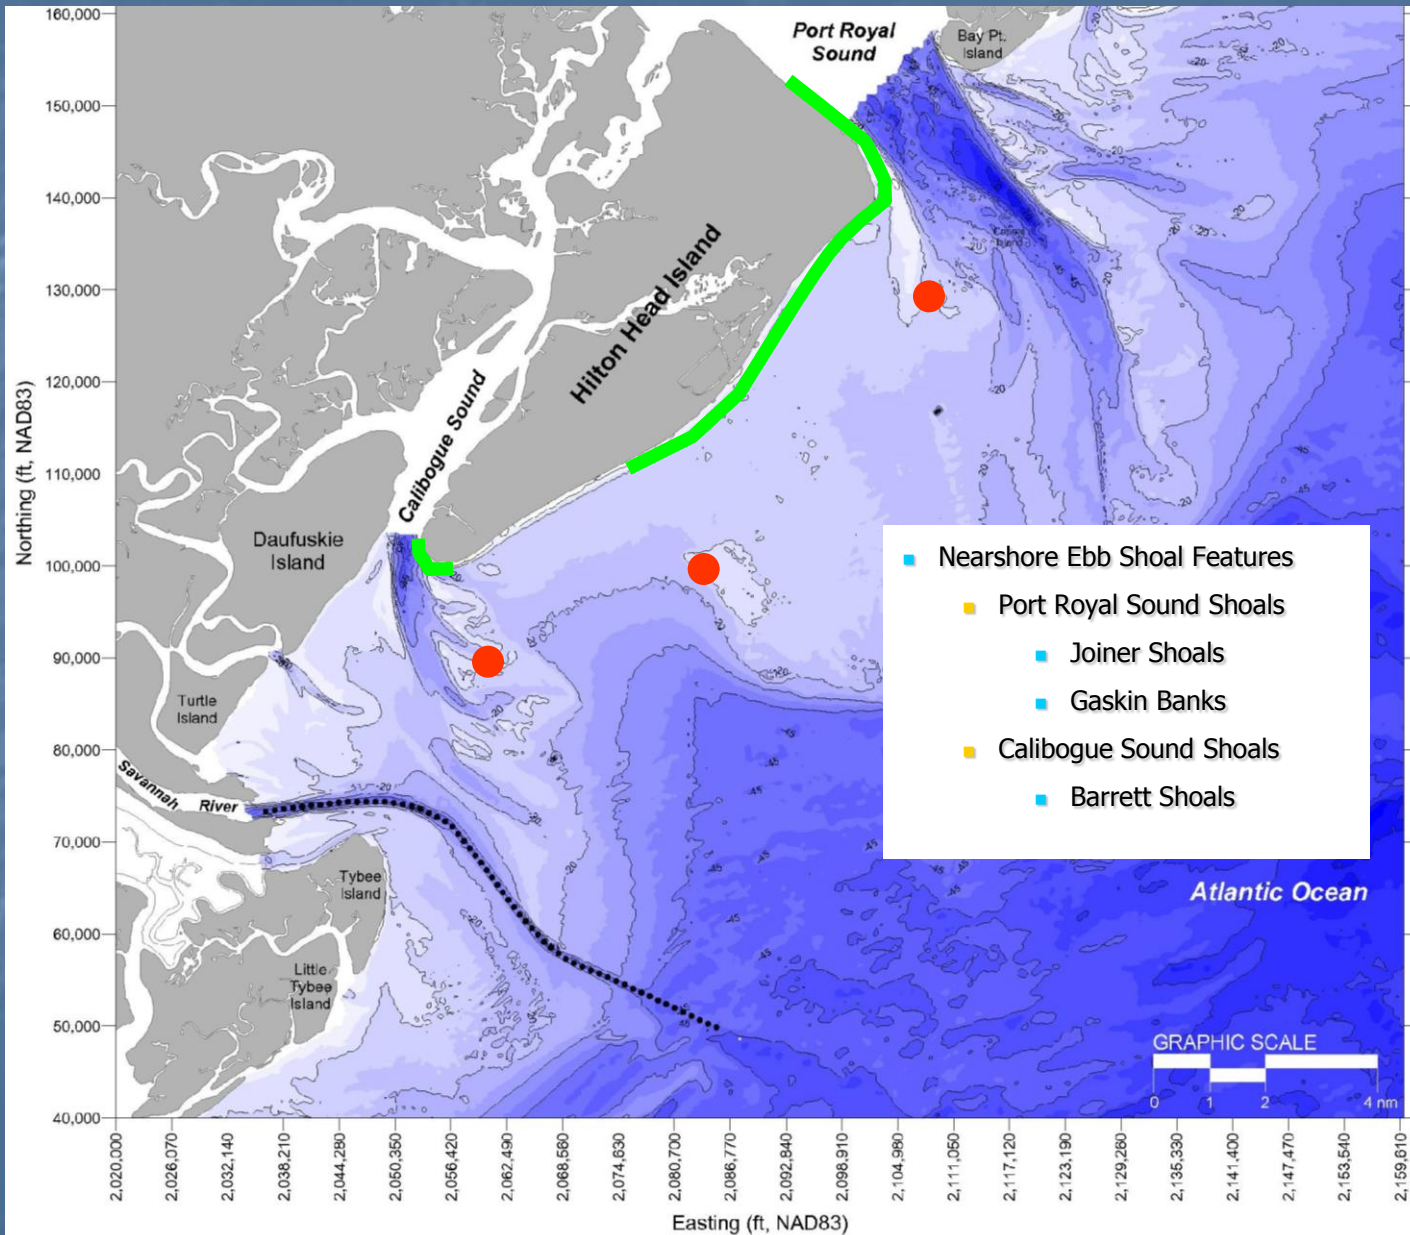 160,000
150,000
140,000
130,000
120,000
110,000
100,000
90,000
80,000
70,000
60,000
50,000
40,000
Northing (ft, NAD83)
Port Royal
Sound
Bay Pt.
Island
Hilton Head Island
Calibogue Sound
Daufuskie
Island
Turtle
Island
Savannah River
Tybee
Island
Little
Tybee
Island
Nearshore Ebb Shoal Features
Port Royal Sound Shoals
Joiner Shoals
Gaskin Banks
Calibogue Sound Shoals
Barrett Shoals
Atlantic Ocean
GRAPHIC SCALE
0 1 2 4 nm
2,020,000
2,026,070
2,032,140
2,038,210
2,044,280
2,050,350
2,056,420
2,062,490
2,068,560
2,074,630
2,080,700
2,086,770
2,092,840
2,098,910
2,104,980
2,111,050
2,117,120
2,123,190
2,129,260
2,135,330
2,141,400
2,147,470
2,153,540
2,159,610
Easting (ft, NAD83)